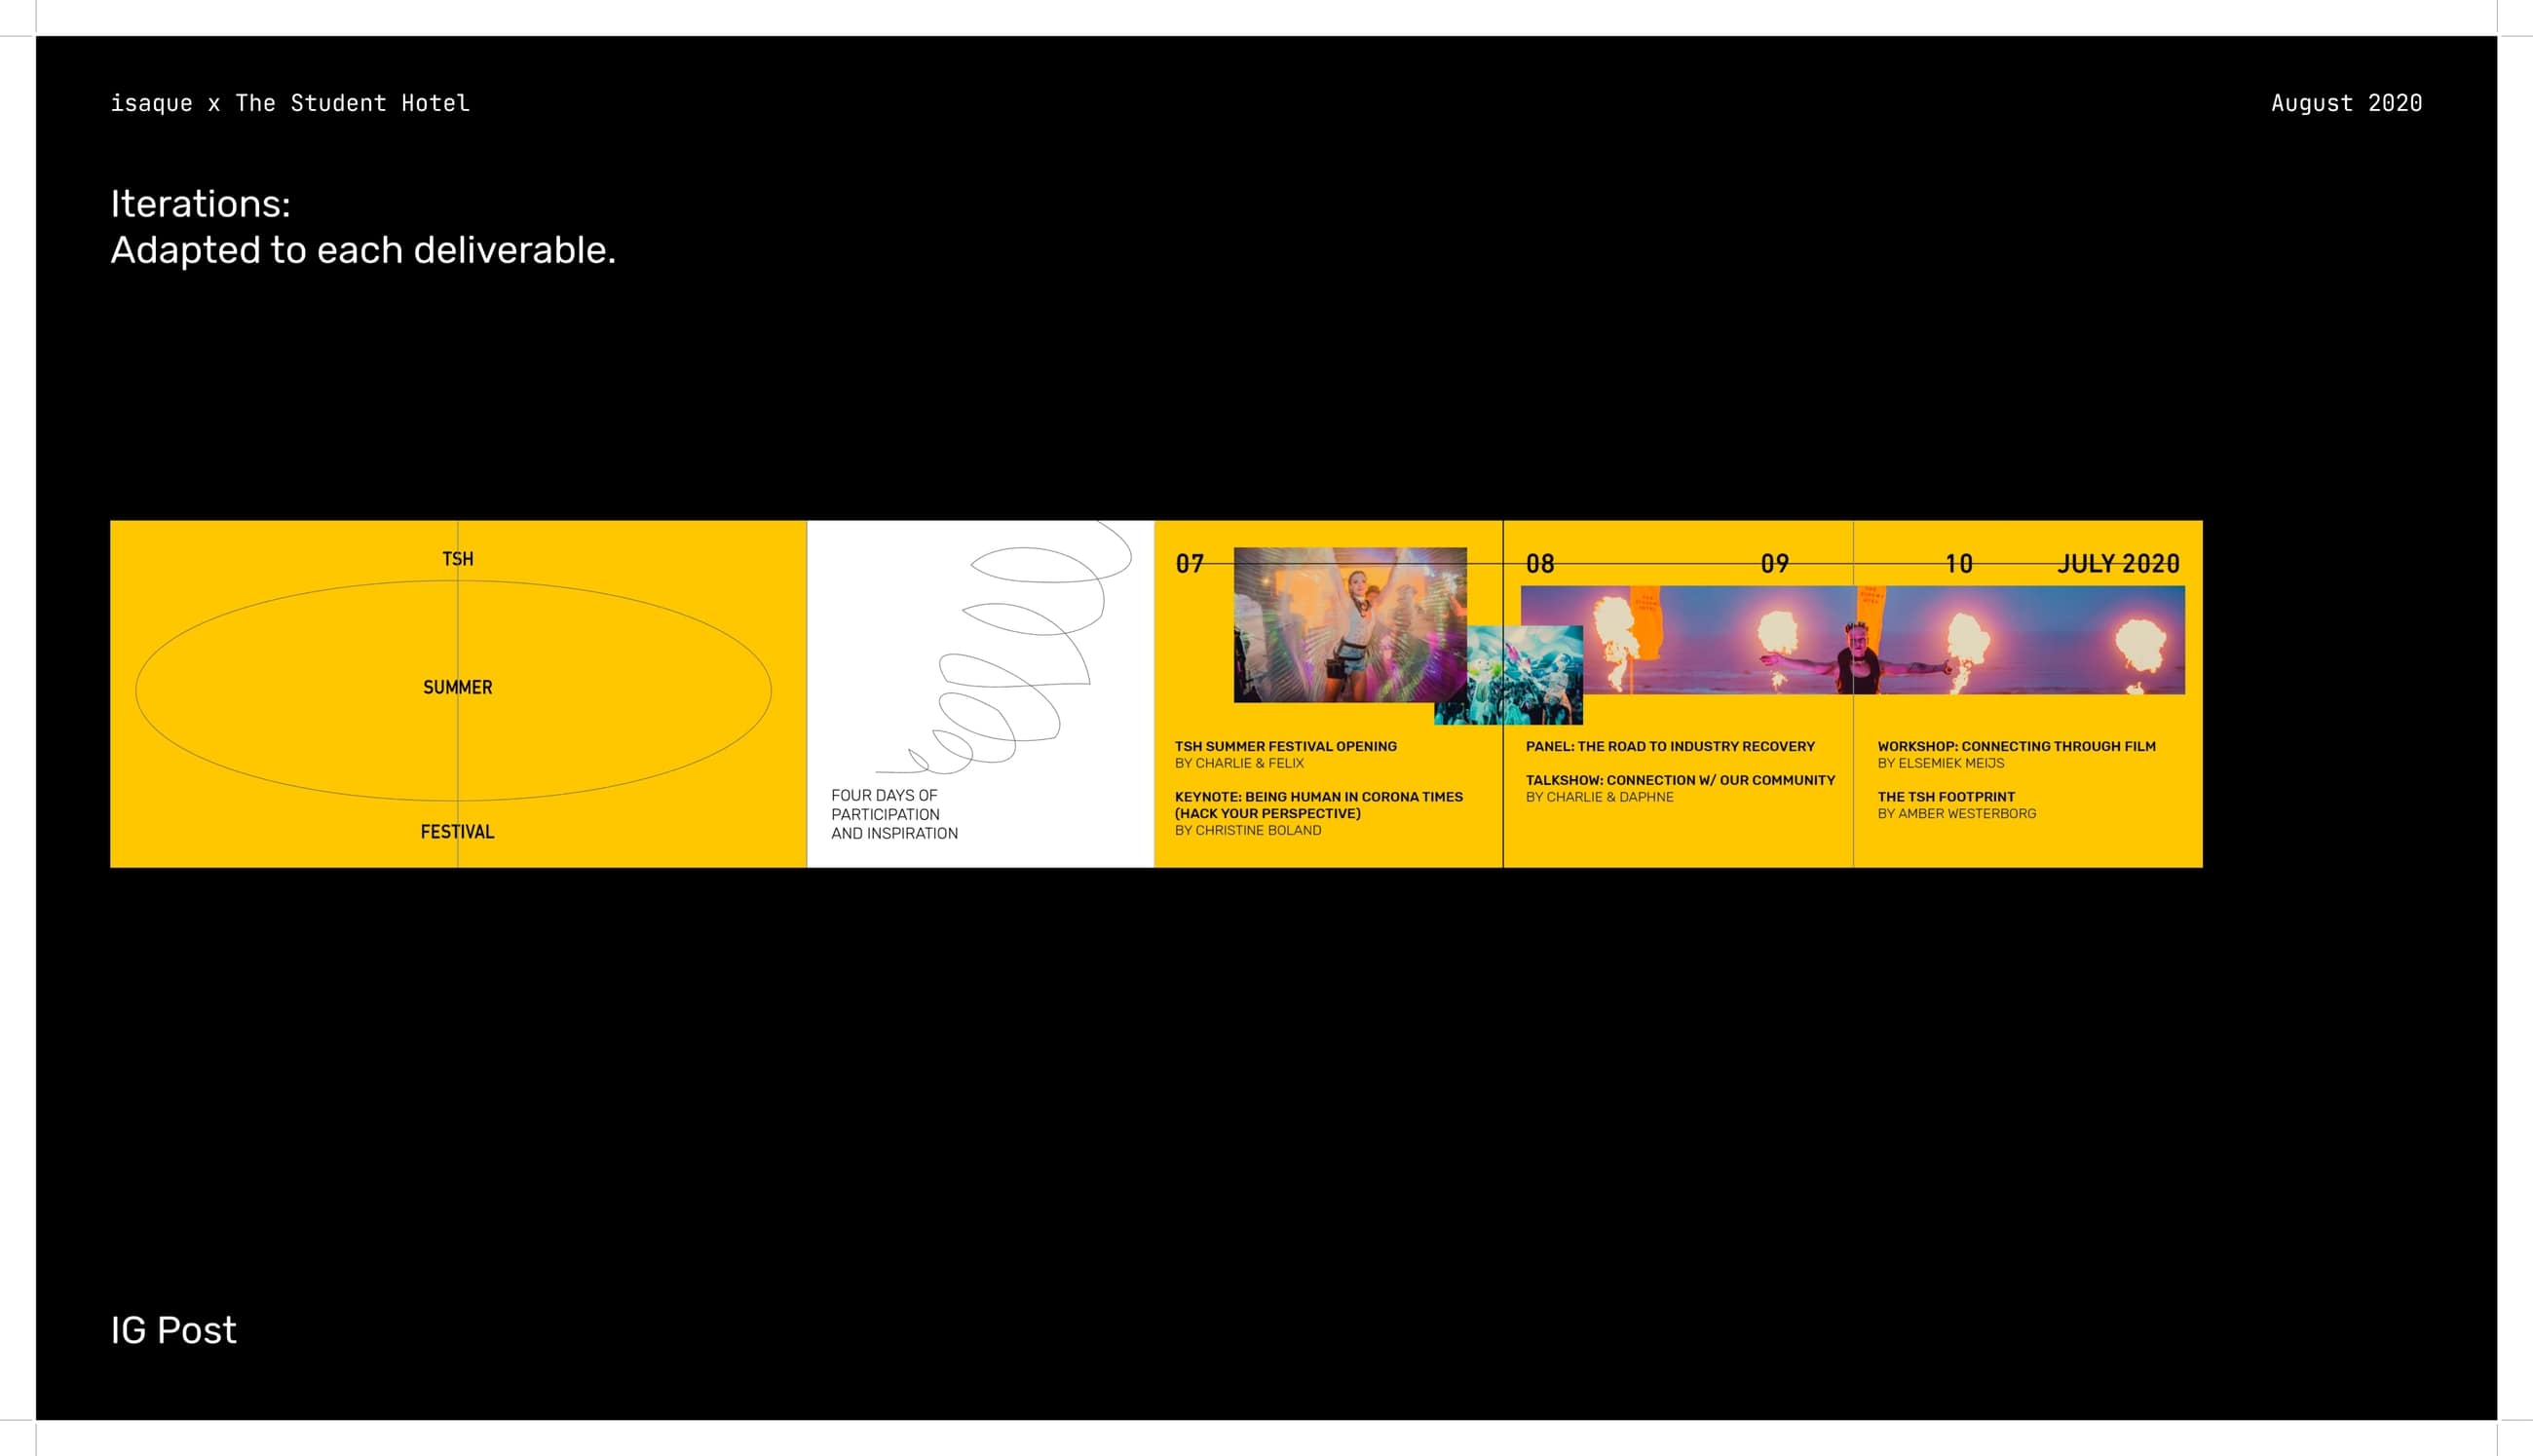 isaque x The Student Hotel
August 2020
Iterations:
Adapted to each deliverable.
TSH
SUMMER
FESTIVAL
FOUR DAYS OF
PARTICIPATION
AND INSPIRATION
07
08
09
10
JULY 2020
TSH SUMMER FESTIVAL OPENING
BY CHARLIE & FELIX
KEYNOTE: BEING HUMAN IN CORONA TIMES
(HACK YOUR PERSPECTIVE)
BY CHRISTINE BOLAND
PANEL: THE ROAD TO INDUSTRY RECOVERY
TALKSHOW: CONNECTION W/ OUR COMMUNITY
BY CHARLIE & DAPHNE
WORKSHOP: CONNECTING THROUGH FILM
BY ELSEMIEK MEIJS
THE TSH FOOTPRINT
BY AMBER WESTERBORG
IG Post